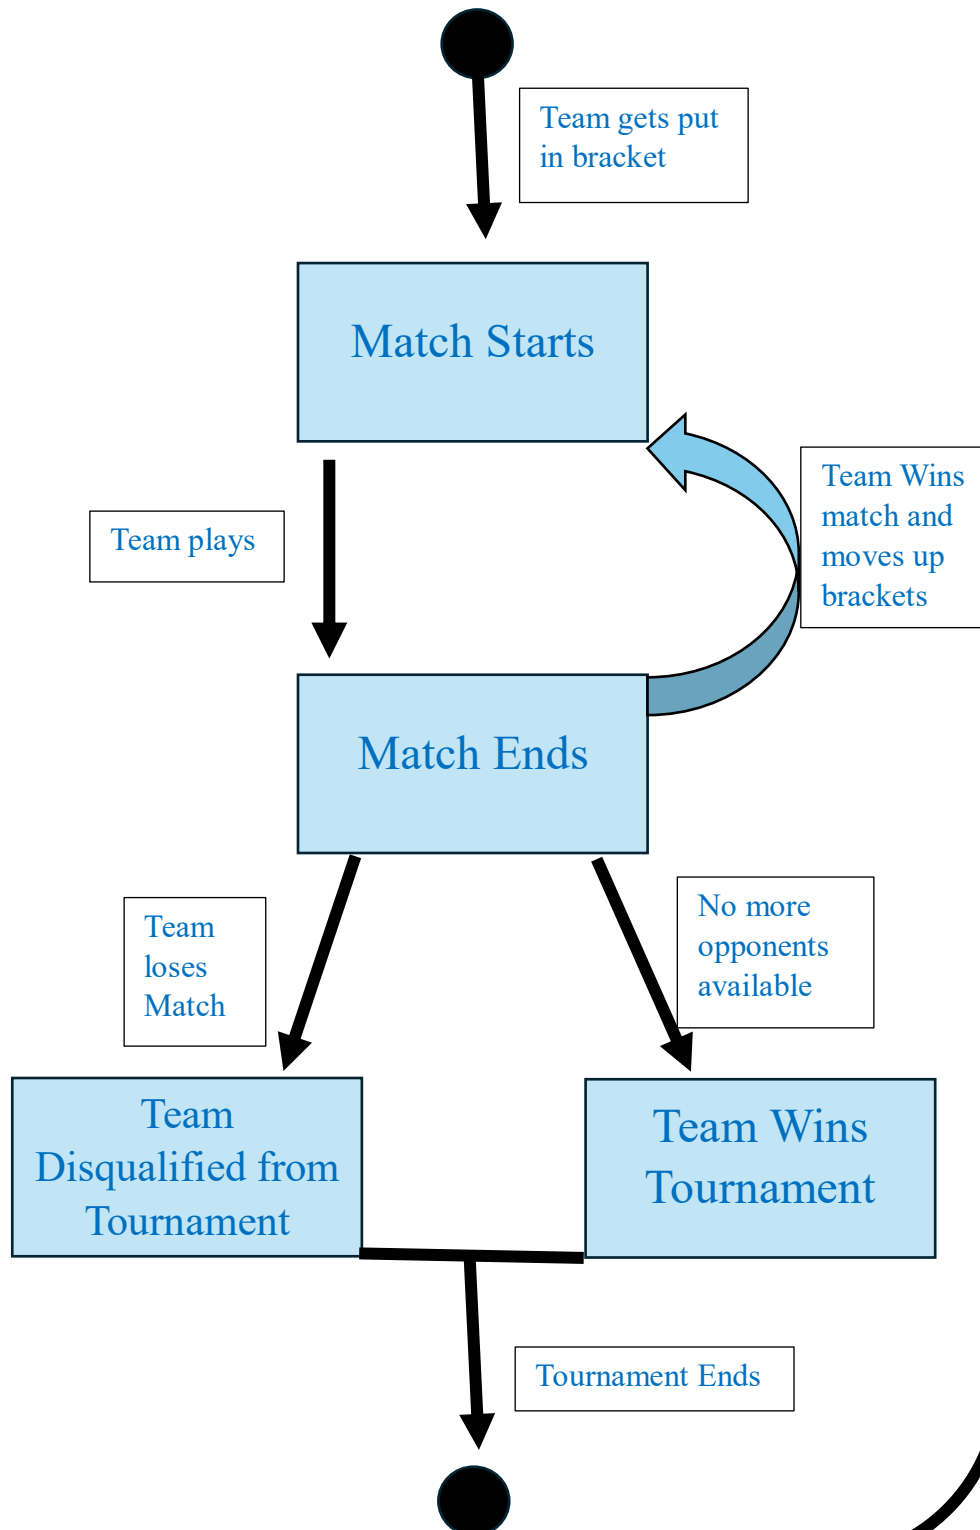 Team gets put
in bracket
Match Starts
Team Wins
match and
moves up
brackets
Team plays
Match Ends
Team
loses
Match
No more
opponents
available
Team
Disqualified from
Tournament
Team Wins
Tournament
Tournament Ends